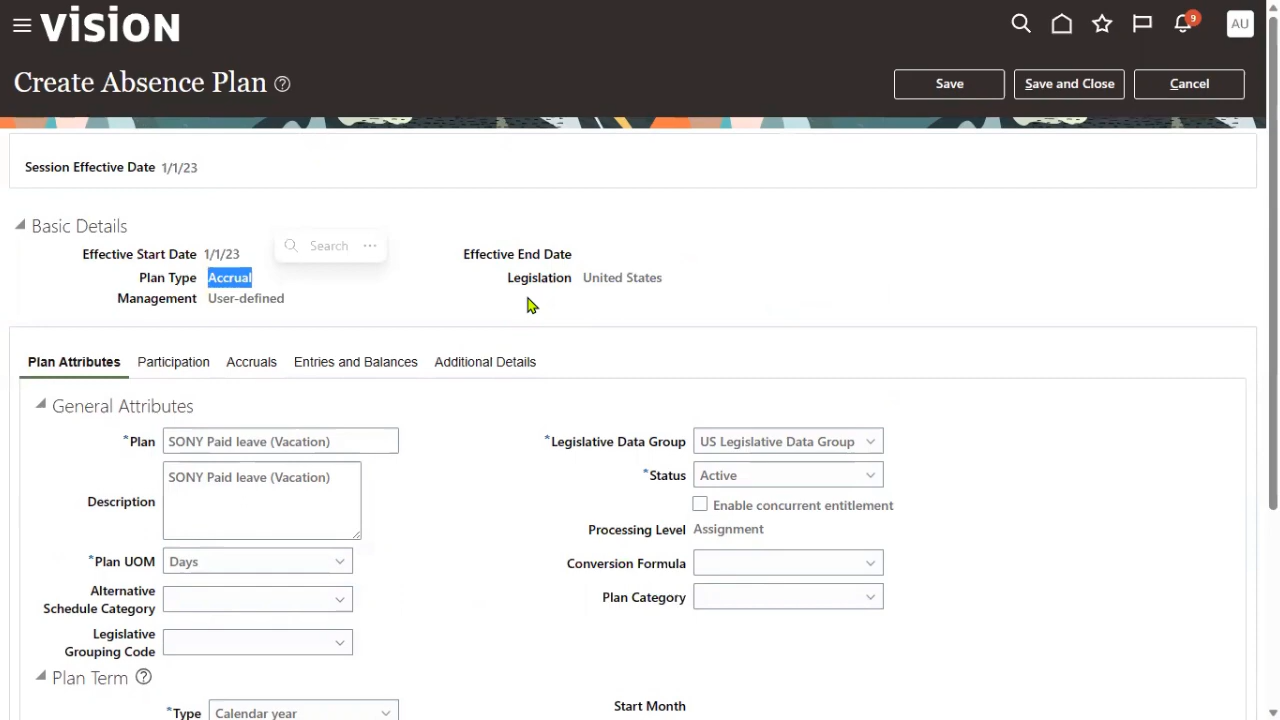 vision
9
AU
Create Absence Plan
Save
Save and Close
Cancel
Session Effective Date 1/1/23
Basic Details
Effective Start Date 1/1/23
Search
Effective End Date
Plan Type Accrual
Legislation United States
Management User-defined
Plan Attributes Participation Accruals Entries and Balances Additional Details
General Attributes
*Plan SONY Paid leave (Vacation)
*Legislative Data Group US Legislative Data Group
Description SONY Paid leave (Vacation)
*Status Active
Enable concurrent entitlement
Processing Level Assignment
*Plan UOM Days
Conversion Formula
Alternative
Schedule Category
Plan Category
Legislative
Grouping Code
Plan Term
*Type Calendar year
Start Month